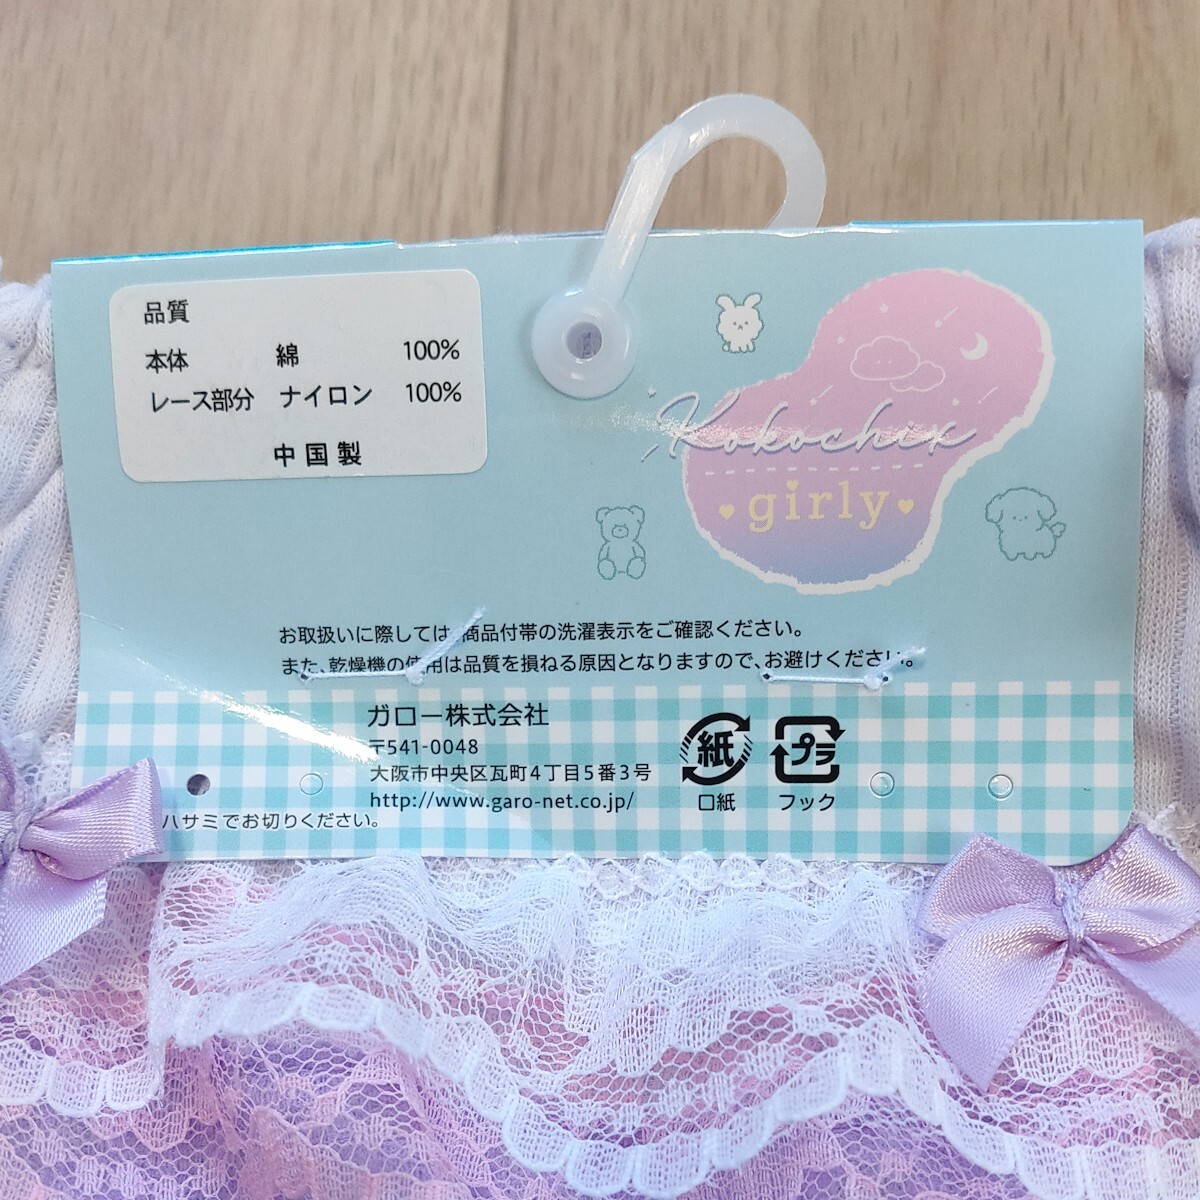 品質
本体 綿 100%
レース部分 ナイロン 100%
中国製
Kokochix
girly
お取扱いに際しては、商品付帯の洗濯表示をご確認ください。
また、乾燥機の使用は品質を損ねる原因となりますので、お避けください。
ガロー株式会社
〒541-0048
大阪市中央区瓦町4丁目5番3号
http://www.garo-net.co.jp/
紙
プラ
口紙
フック
ハサミでお切りください。